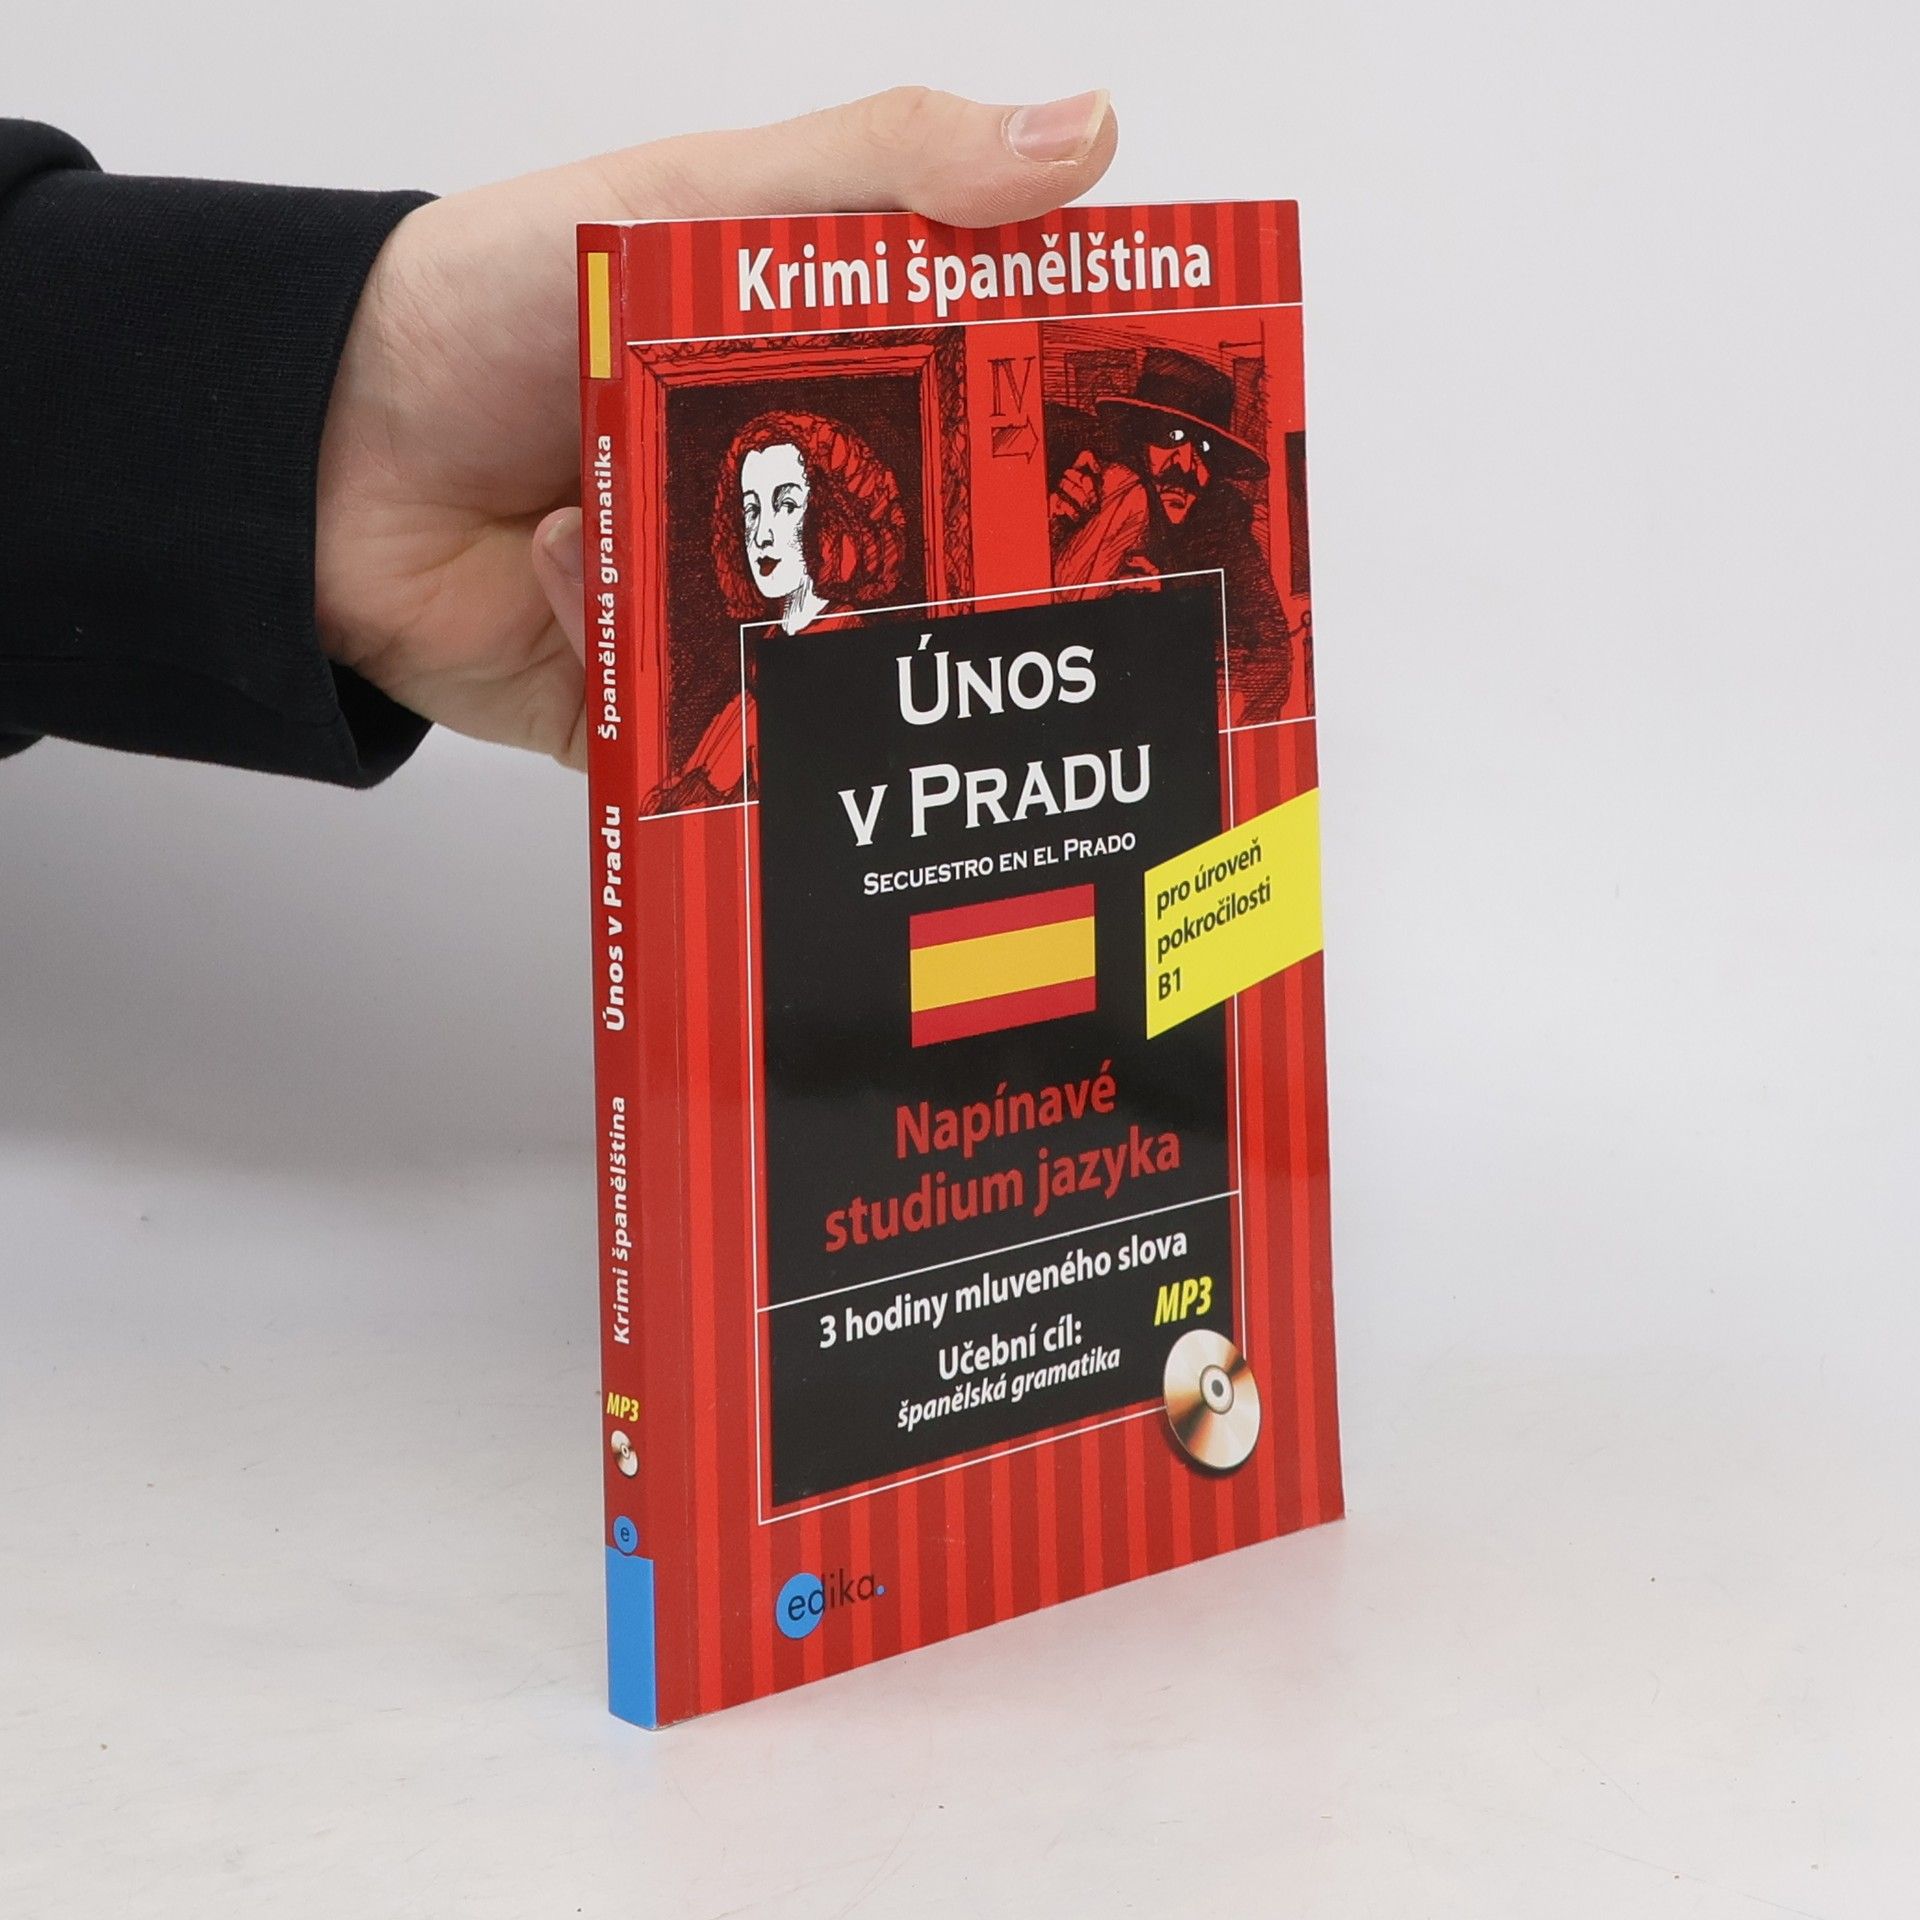 Krimi španělština
IV
Únos
v Pradu
Secuestro en el Prado
pro úroveň
pokročilosti
B1
Napínavé
studium jazyka
3 hodiny mluveného slova
MP3
Učební cíl:
španělská gramatika
edika.
Španělská gramatika
Únos v Pradu
Krimi španělština
MP3
e